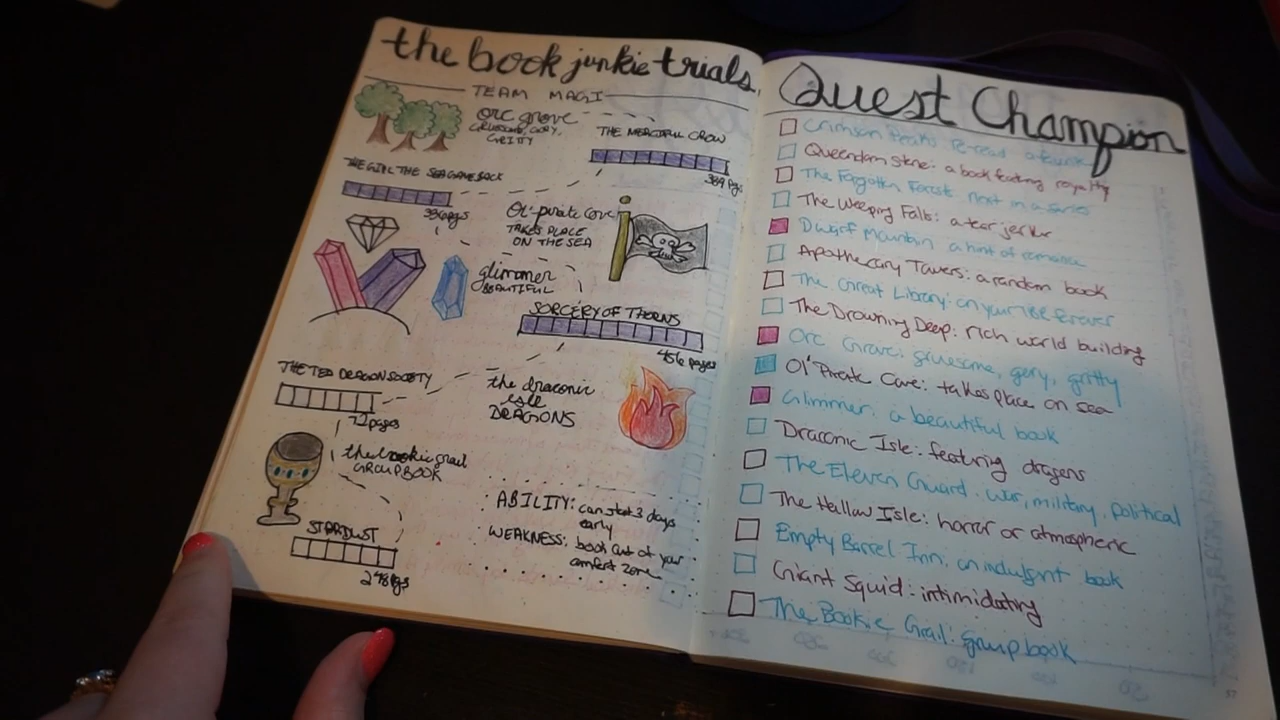 the book junkie trials
TEAM MAGI
orc grove
GRUESOME, GORY,
GRITTY
THE MERCIFUL CROW
389 pgs
THE GIRL THE SEA GAVE BACK
336 pgs
Ol' pirate cove
TAKES PLACE
ON THE SEA
glimmer
BEAUTIFUL
SORCERY OF THORNS
456 pages
THE TEA DRAGON SOCIETY
72 pages
the draconic
isle
DRAGONS
the bookie grail
GROUP BOOK
ABILITY: can start 3 days
early
WEAKNESS: book out of your
comfort zone
STARDUST
248 pgs
Quest Champion
Crimson Peaks: re-read a
Queendom Stone: a book featuring royalty
The Forgotten Forest: next in a series
The Weeping Falls: a tear jerker
Dwarf Mountain: a hint of romance
Apothecary Towers: a random book
The Great Library: on your TBR forever
The Drowning Deep: rich world building
Orc Grove: gruesome, gory, gritty
Ol' Pirate Cove: takes place on sea
Glimmer: a beautiful book
Draconic Isle: featuring dragons
The Eleven Guard: war, military, political
The Hallow Isle: horror or atmospheric
Empty Barrel Inn: an indulgent book
Giant Squid: intimidating
The Bookie Grail: group book
57